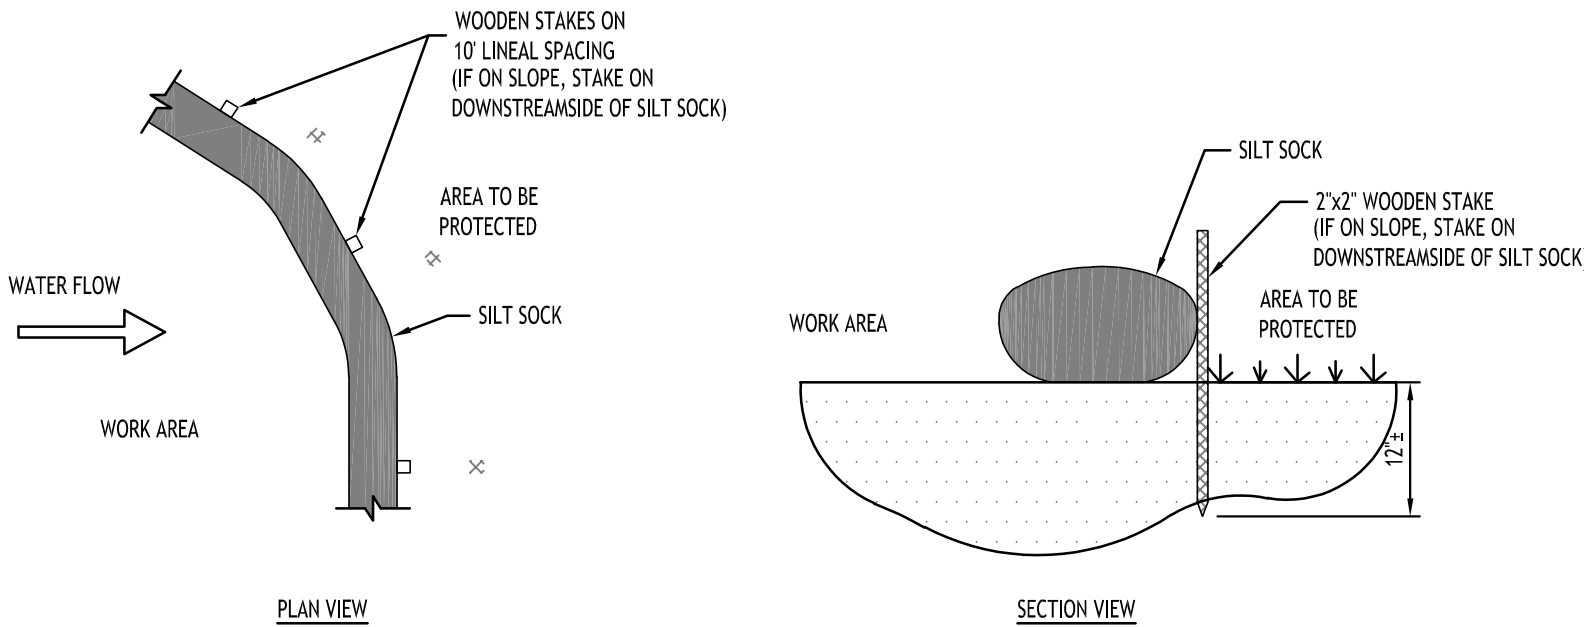 WOODEN STAKES ON
10' LINEAL SPACING
(IF ON SLOPE, STAKE ON
DOWNSTREAMSIDE OF SILT SOCK)
AREA TO BE
PROTECTED
WATER FLOW
SILT SOCK
WORK AREA
PLAN VIEW
SILT SOCK
2"x2" WOODEN STAKE
(IF ON SLOPE, STAKE ON
DOWNSTREAMSIDE OF SILT SOCK)
AREA TO BE
PROTECTED
WORK AREA
12"±
SECTION VIEW